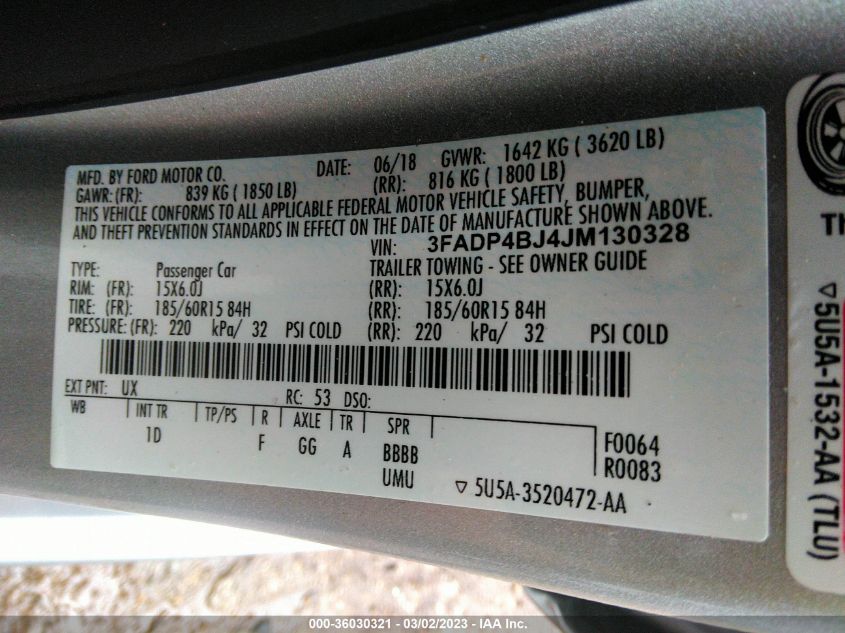 MFD. BY FORD MOTOR CO. DATE: 06/18 GVWR: 1642 KG ( 3620 LB)
GAWR: (FR): 839 KG ( 1850 LB) (RR): 816 KG ( 1800 LB)
THIS VEHICLE CONFORMS TO ALL APPLICABLE FEDERAL MOTOR VEHICLE SAFETY, BUMPER,
AND THEFT PREVENTION STANDARDS IN EFFECT ON THE DATE OF MANUFACTURE SHOWN ABOVE.
VIN: 3FADP4BJ4JM130328
TYPE: Passenger Car TRAILER TOWING - SEE OWNER GUIDE
RIM: (FR): 15X6.0J (RR): 15X6.0J
TIRE: (FR): 185/60R15 84H (RR): 185/60R15 84H
PRESSURE: (FR): 220 kPa/ 32 PSI COLD (RR): 220 kPa/ 32 PSI COLD
EXT PNT: UX RC: 53 DSO:
WB INT TR TP/PS R AXLE TR SPR
1D F GG A BBBB F0064
UMU R0083
▽ 5U5A-3520472-AA
▽ 5U5A-1532-AA (TLU)
000-36030321 - 03/02/2023 - IAA Inc.